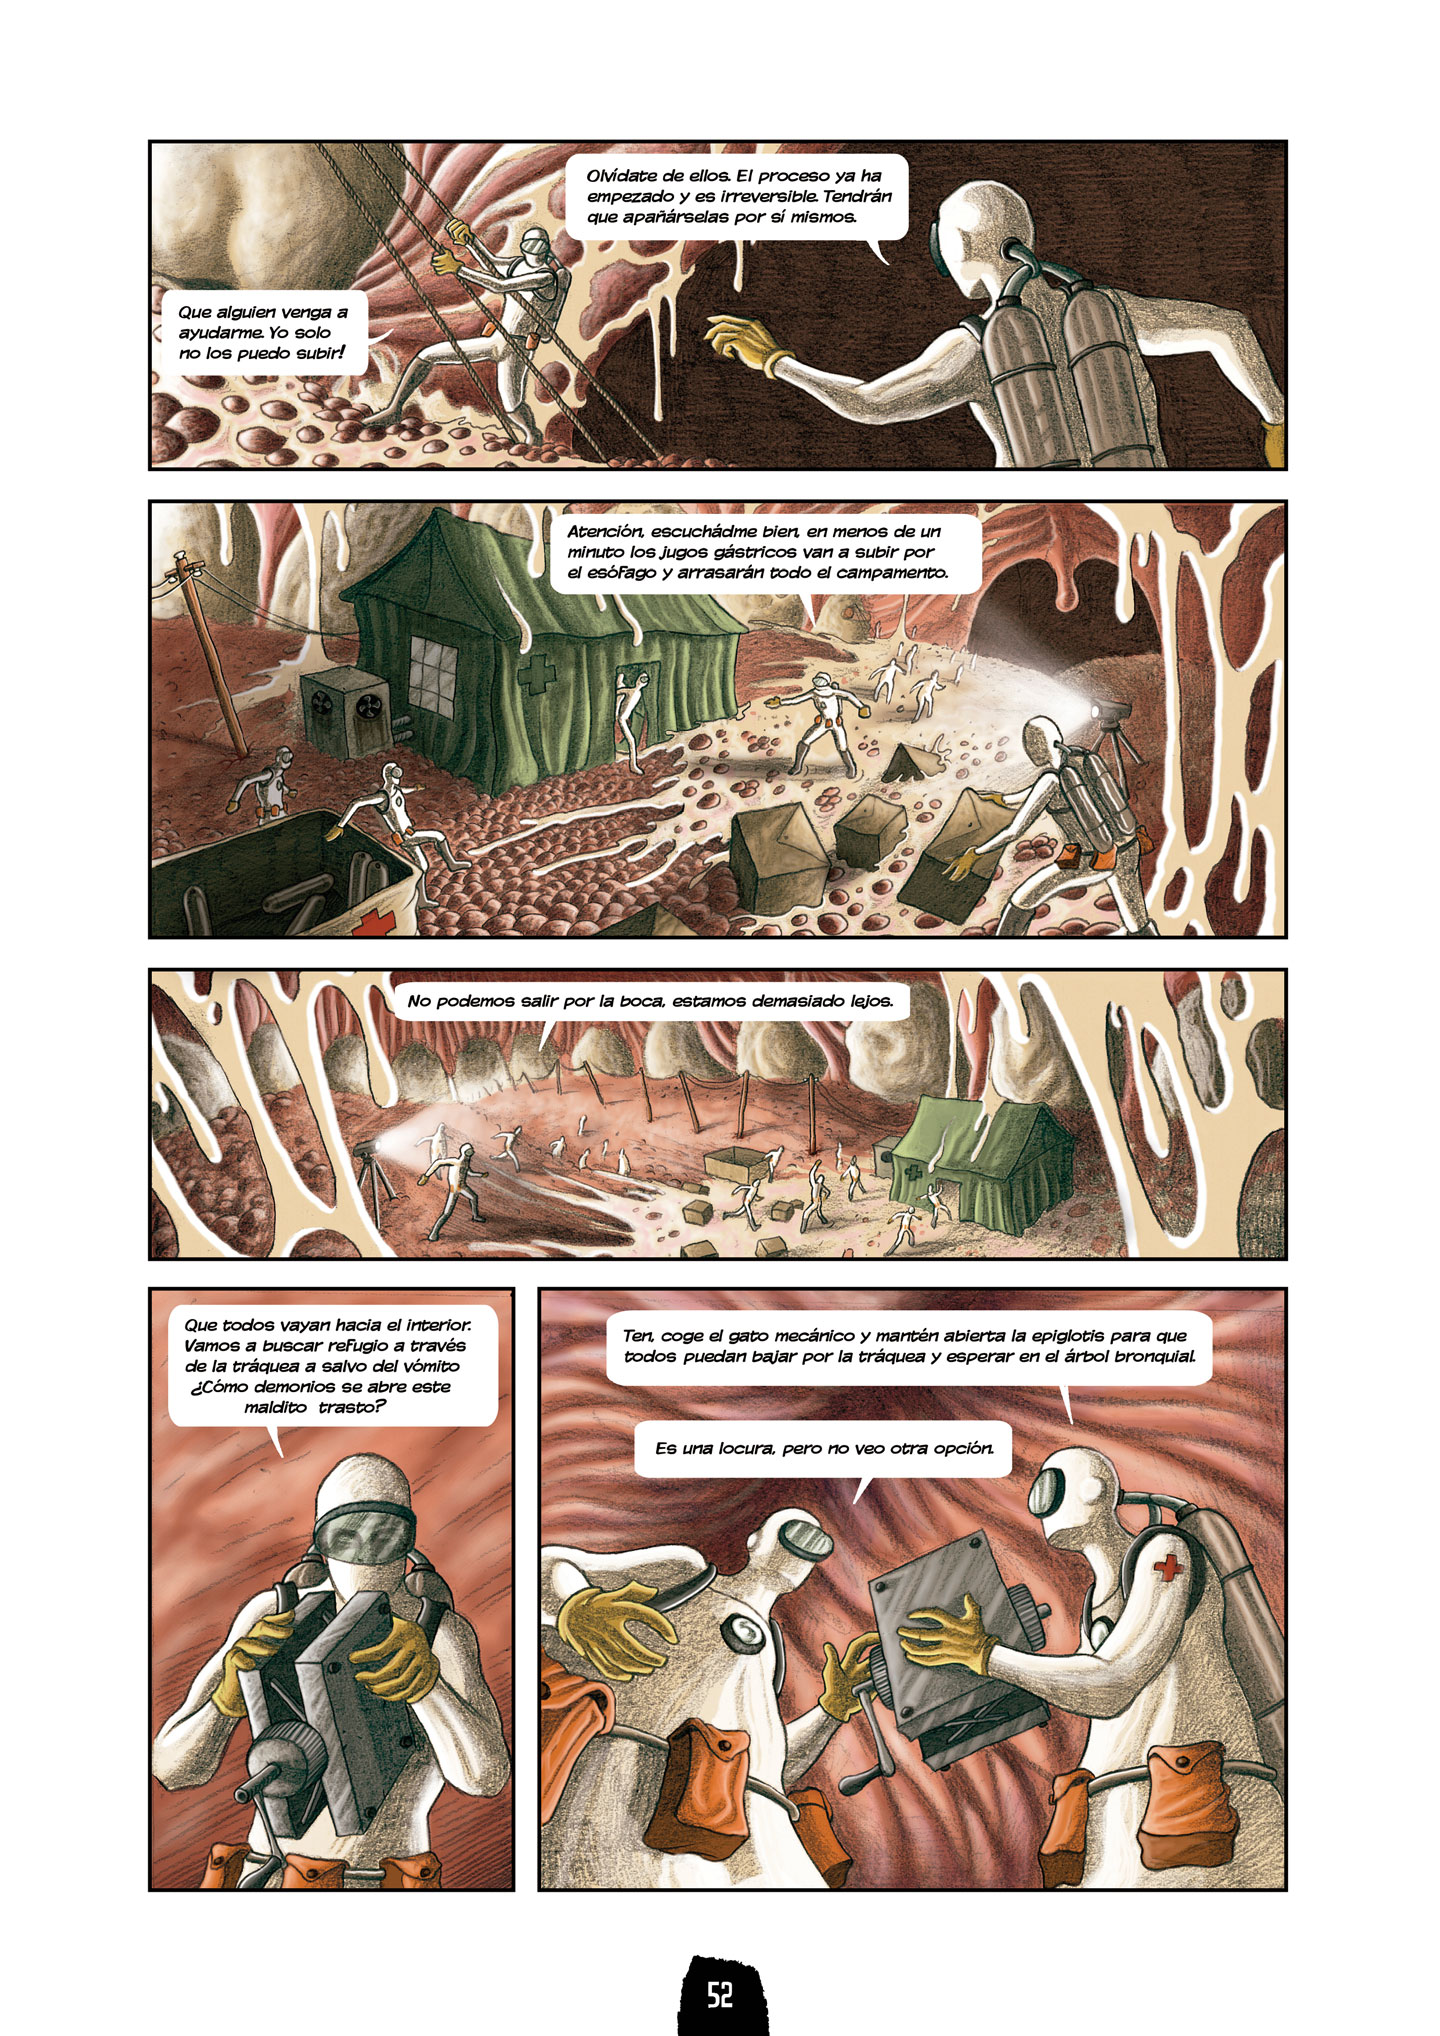 Olvídate de ellos. El proceso ya ha
empezado y es irreversible. Tendrán
que apañárselas por sí mismos.
Que alguien venga a
ayudarme. Yo solo
no los puedo subir!
Atención, escuchádme bien, en menos de un
minuto los jugos gástricos van a subir por
el esófago y arrasarán todo el campamento.
No podemos salir por la boca, estamos demasiado lejos.
Que todos vayan hacia el interior.
Vamos a buscar refugio a través
de la tráquea a salvo del vómito
¿Cómo demonios se abre este
maldito trasto?
Ten, coge el gato mecánico y mantén abierta la epiglotis para que
todos puedan bajar por la tráquea y esperar en el árbol bronquial.
Es una locura, pero no veo otra opción.
52